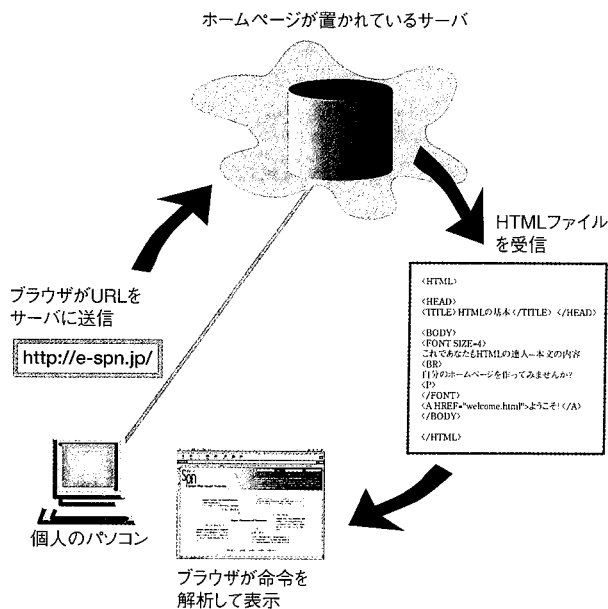 ホームページが置かれているサーバ
HTMLファイル
を受信
ブラウザがURLを
サーバに送信
http://e-spn.jp/
<HTML>
<HEAD>
<TITLE>HTMLの基本</TITLE> </HEAD>
<BODY>
<FONT SIZE=4>
これであなたもHTMLの達人—本文の内容
<BR>
自分のホームページを作ってみませんか?
<P>
</FONT>
<A HREF="welcome.html">ようこそ!</A>
</BODY>
</HTML>
個人のパソコン
Spn
ブラウザが命令を
解析して表示